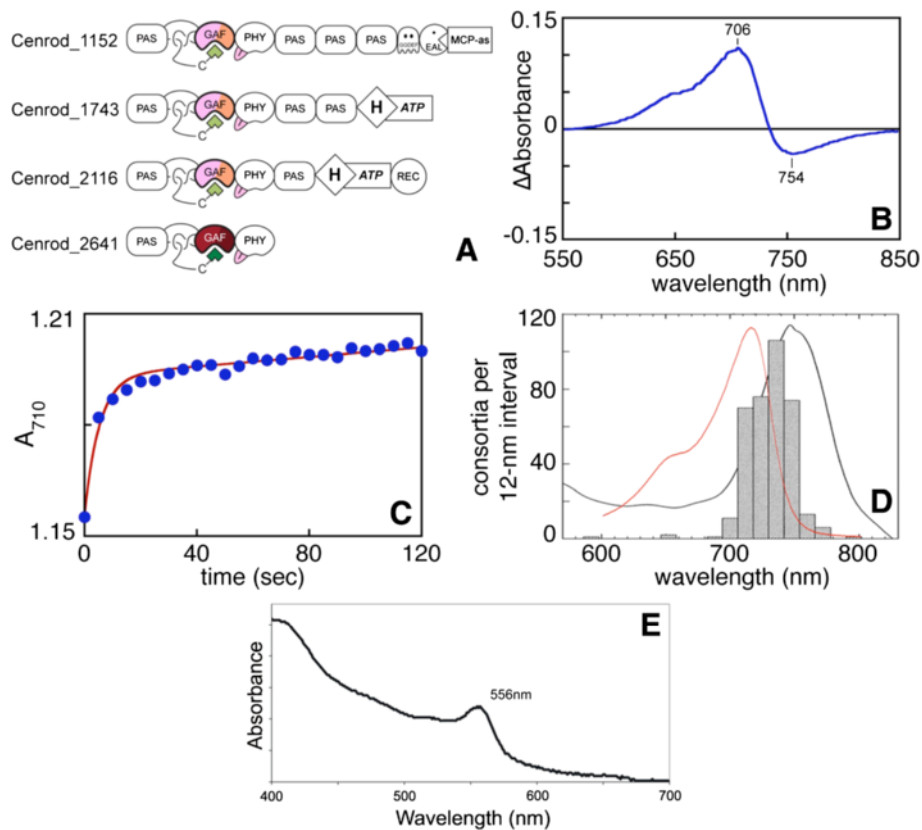 Cenrod_1152
PAS
GAF
C
PHY
PAS
PAS
PAS
GGDEF
EAL
MCP-as
Cenrod_1743
PAS
GAF
C
PHY
PAS
PAS
H
ATP
Cenrod_2116
PAS
GAF
C
PHY
PAS
H
ATP
REC
Cenrod_2641
PAS
GAF
C
PHY
A
0.15
0
-0.15
ΔAbsorbance
706
754
550
650
750
850
wavelength (nm)
B
1.21
1.15
A710
0
40
80
120
time (sec)
C
120
80
40
0
consortia per
12-nm interval
600
700
800
wavelength (nm)
D
E
556nm
Absorbance
400
500
600
700
Wavelength (nm)